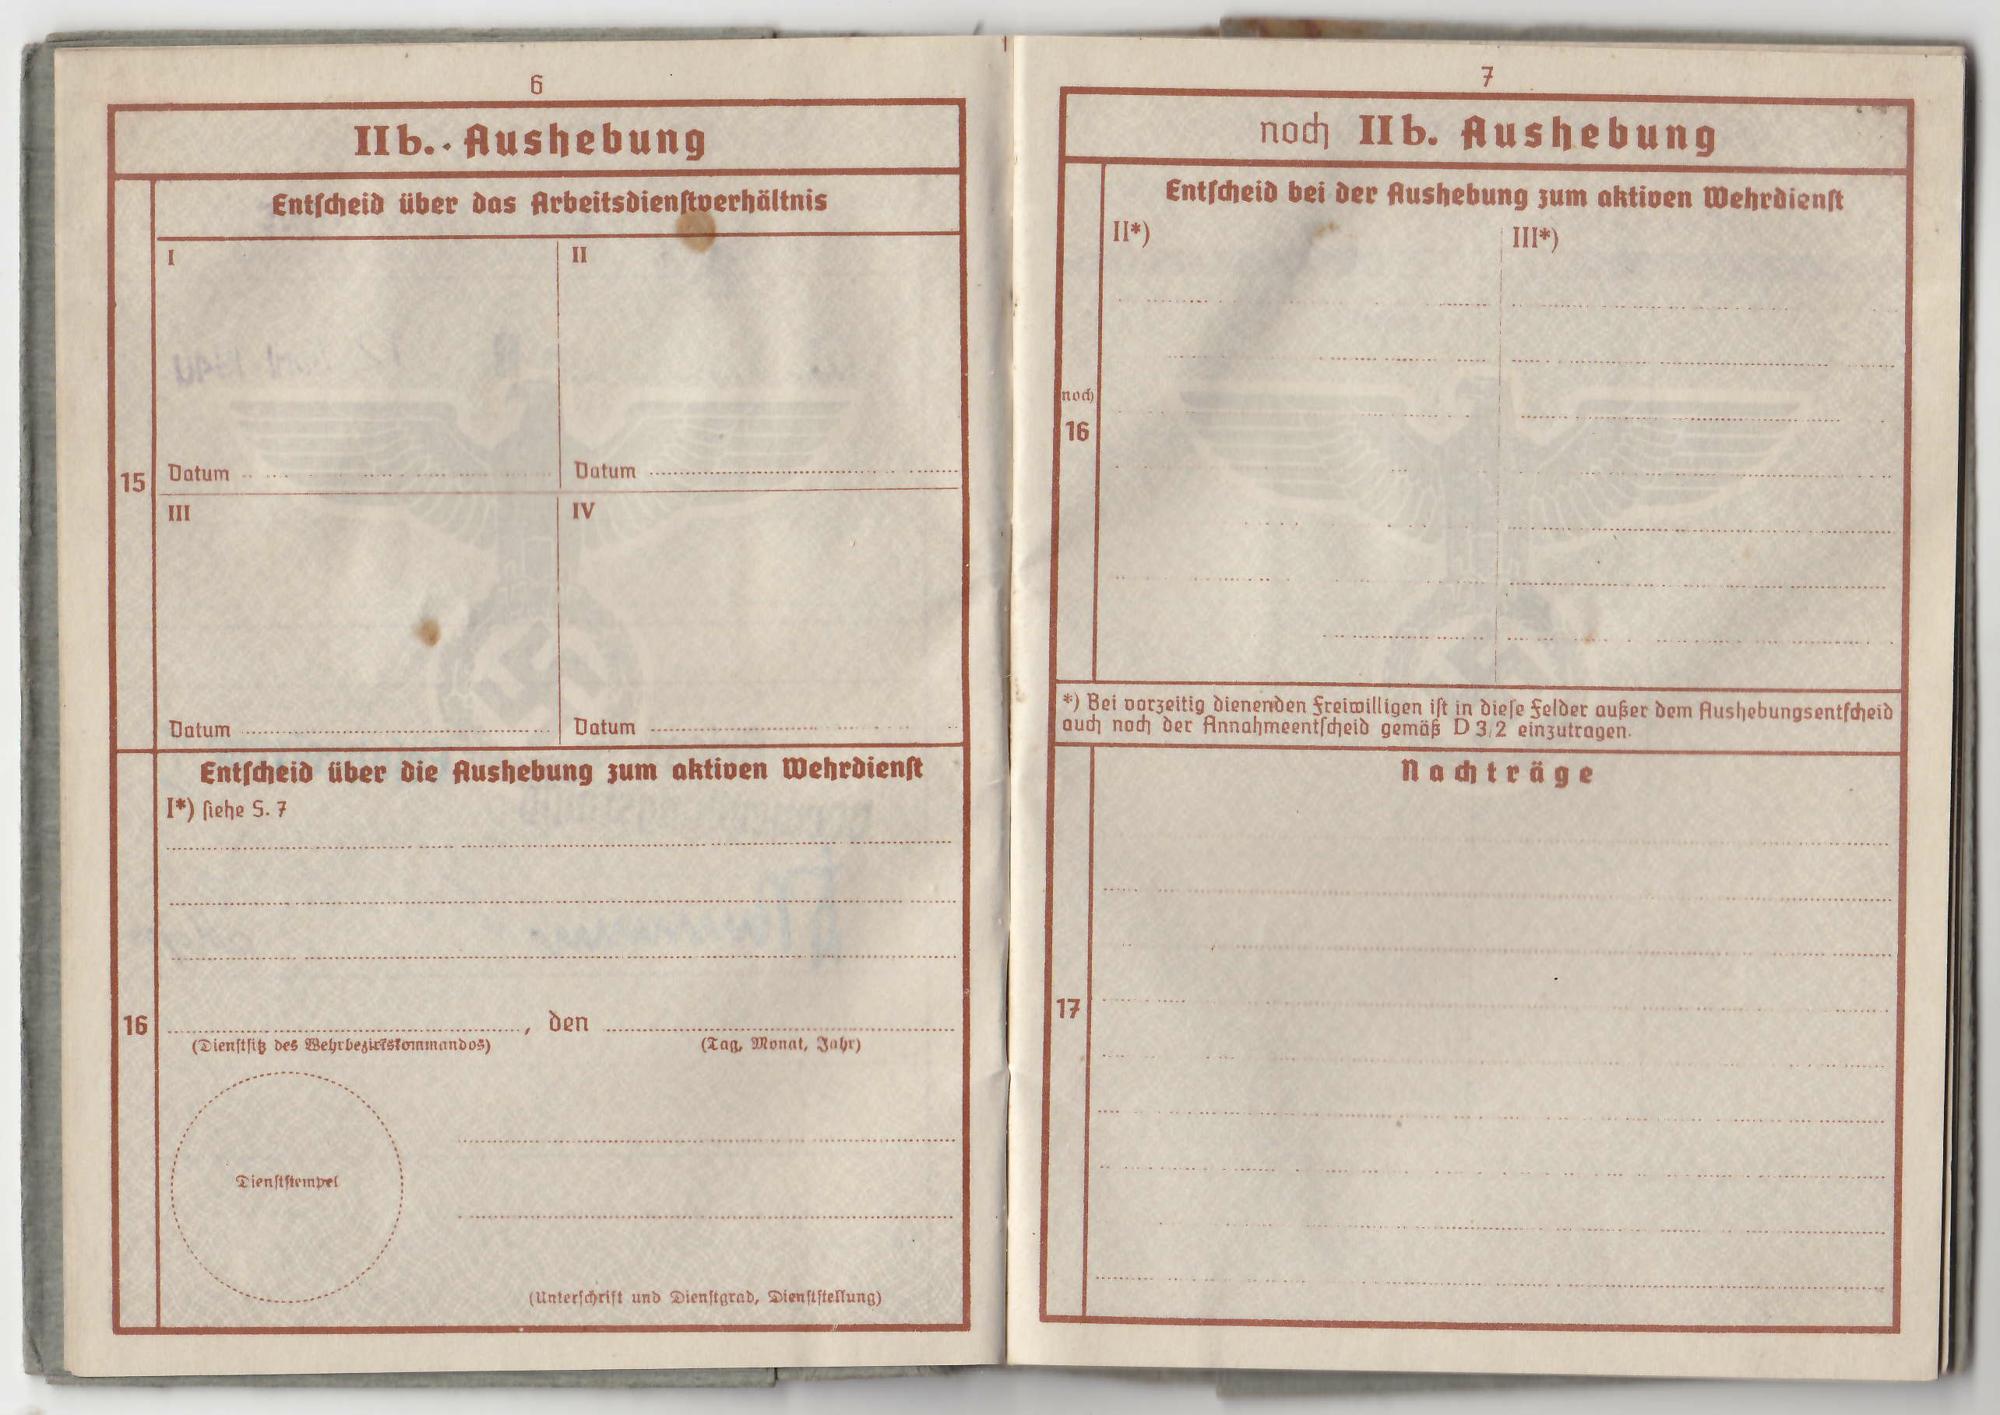 6
IIb. Aushebung
Entſcheid über das Arbeitsdienſtverhältnis
I
II
Datum
Datum
15
III
IV
Datum
Datum
Entſcheid über die Aushebung zum aktiven Wehrdienſt
I*) ſiehe S. 7
16
, den
(Dienſtſitz des Wehrbezirkskommandos)
(Tag, Monat, Jahr)
Dienſtſtempel
(Unterſchrift und Dienſtgrad, Dienſtſtellung)
7
noch IIb. Aushebung
Entſcheid bei der Aushebung zum aktiven Wehrdienſt
II*)
III*)
noch
16
*) Bei vorzeitig dienenden Freiwilligen iſt in dieſe Felder außer dem Aushebungsentſcheid
auch noch der Annahmeentſcheid gemäß D 3/2 einzutragen.
Nachträge
17